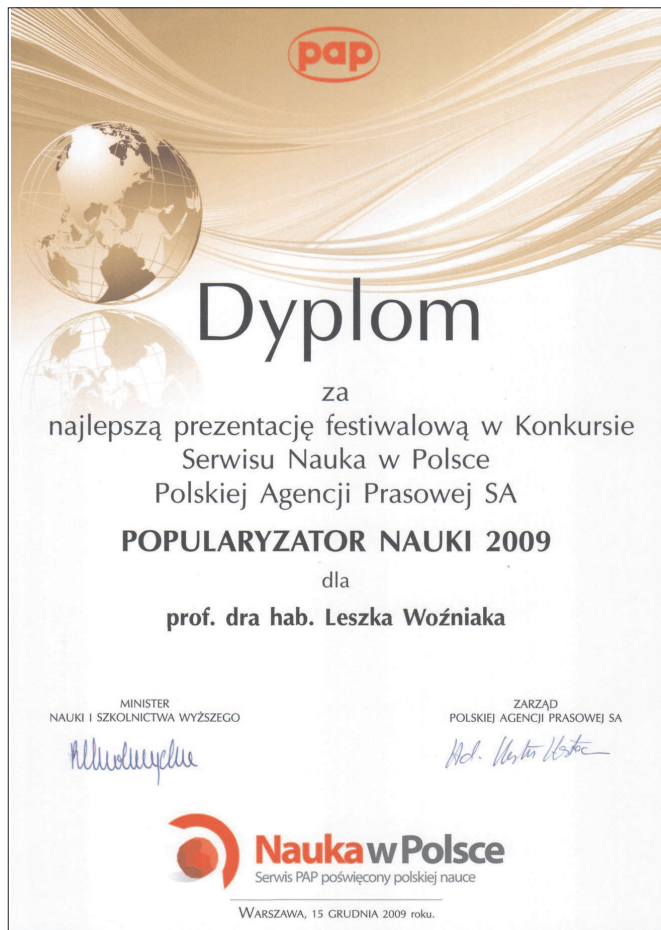 pap
Dyplom
za
najlepszą prezentację festiwalową w Konkursie
Serwisu Nauka w Polsce
Polskiej Agencji Prasowej SA
POPULARYZATOR NAUKI 2009
dla
prof. dra hab. Leszka Woźniaka
MINISTER
NAUKI I SZKOLNICTWA WYŻSZEGO
ZARZĄD
POLSKIEJ AGENCJI PRASOWEJ SA
Nauka w Polsce
Serwis PAP poświęcony polskiej nauce
WARSZAWA, 15 GRUDNIA 2009 roku.